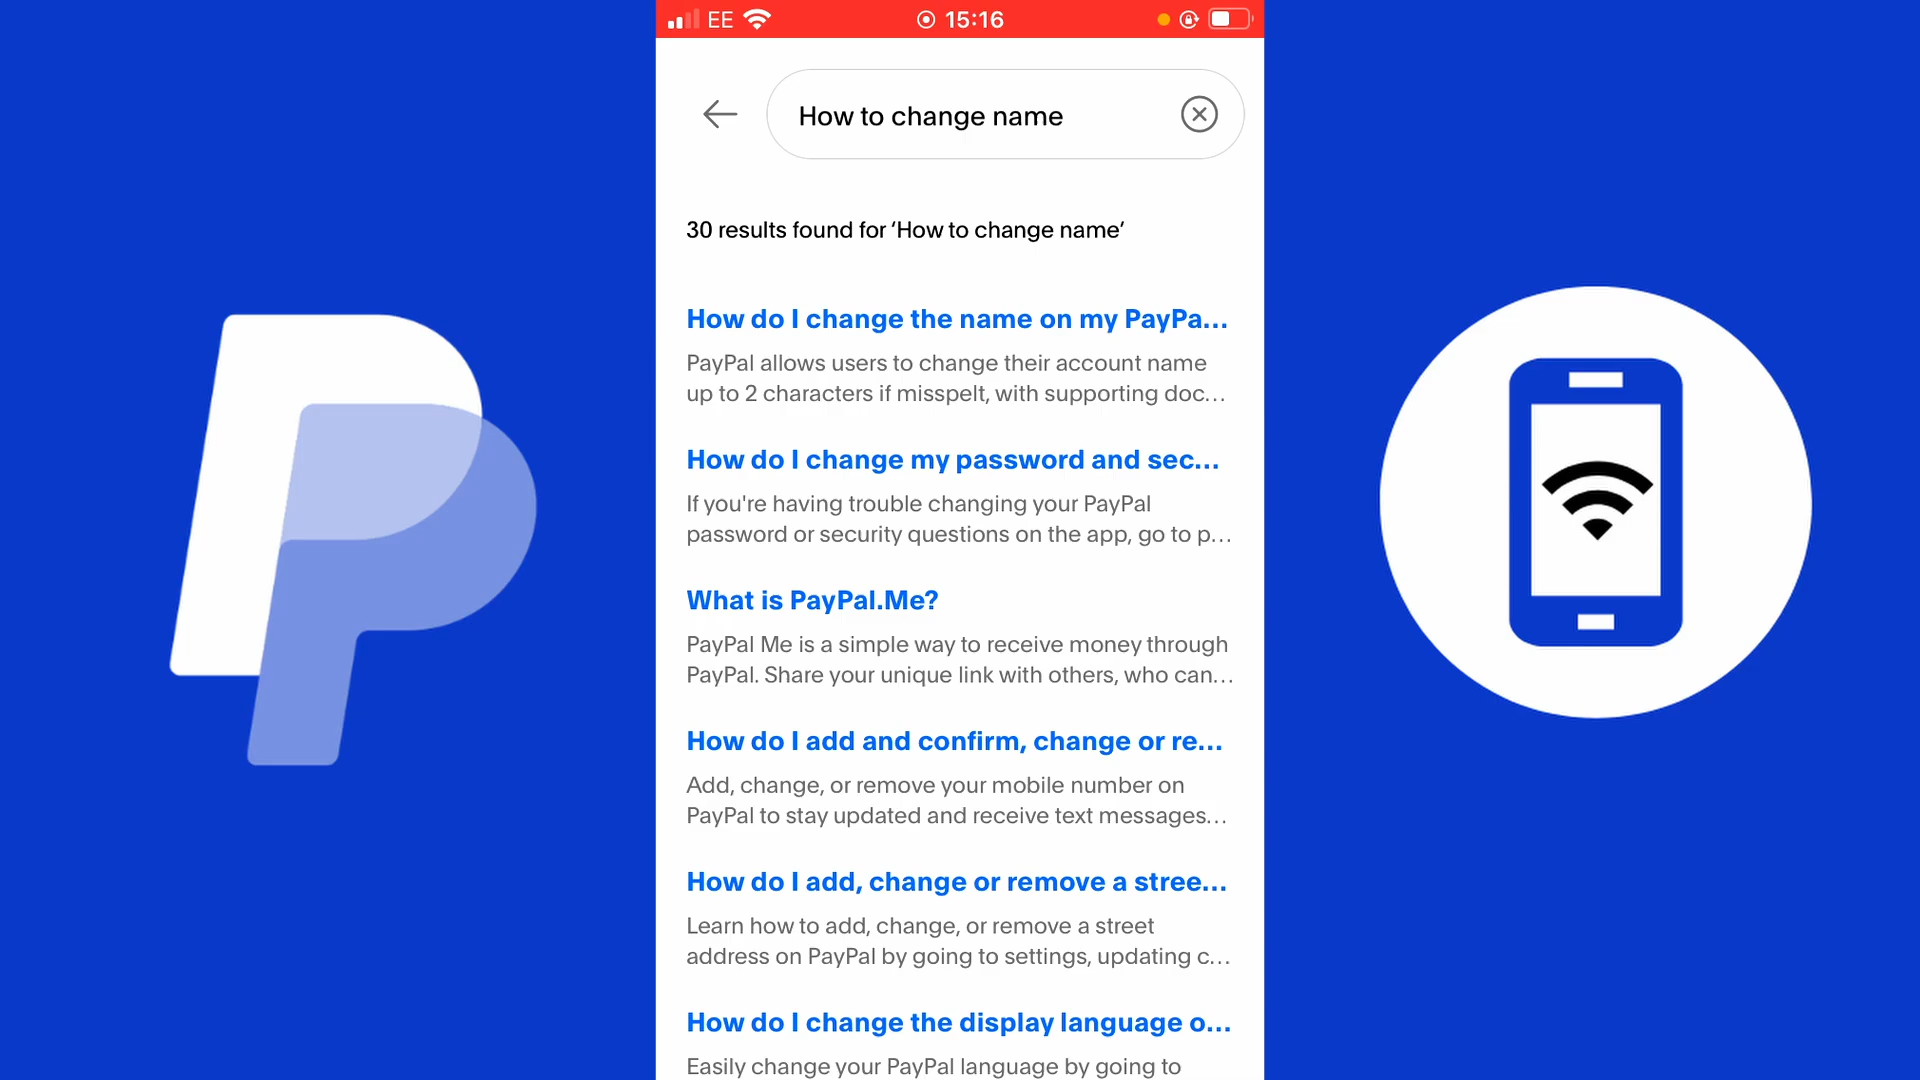 EE
15:16
How to change name
30 results found for ‘How to change name’
How do I change the name on my PayPa...
PayPal allows users to change their account name
up to 2 characters if misspelt, with supporting doc...
How do I change my password and sec...
If you're having trouble changing your PayPal
password or security questions on the app, go to p...
What is PayPal.Me?
PayPal Me is a simple way to receive money through
PayPal. Share your unique link with others, who can...
How do I add and confirm, change or re...
Add, change, or remove your mobile number on
PayPal to stay updated and receive text messages...
How do I add, change or remove a stree...
Learn how to add, change, or remove a street
address on PayPal by going to settings, updating c...
How do I change the display language o...
Easily change your PayPal language by going to